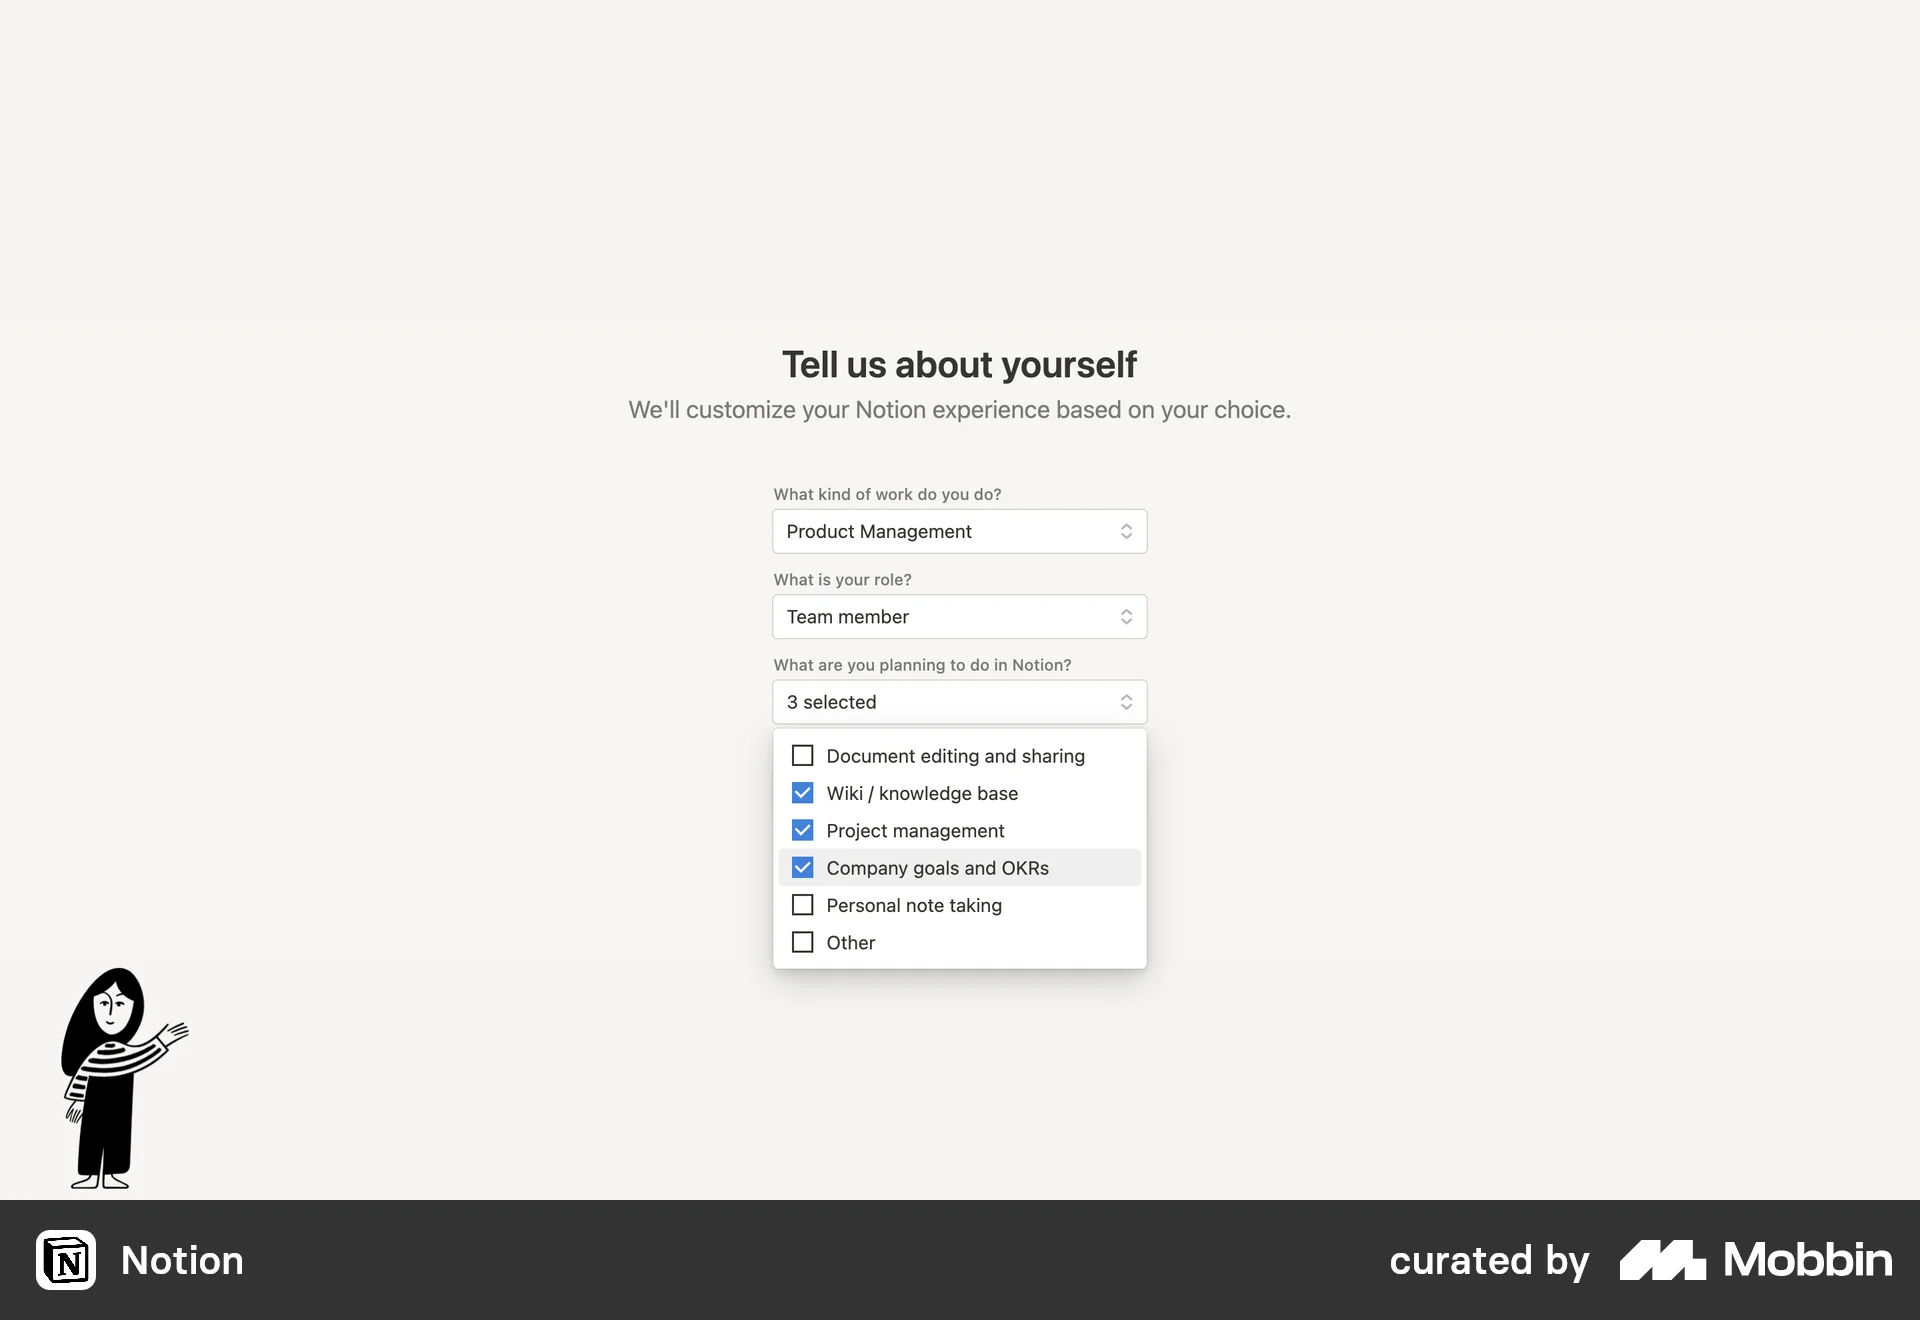 Tell us about yourself
We'll customize your Notion experience based on your choice.
What kind of work do you do?
Product Management
What is your role?
Team member
What are you planning to do in Notion?
3 selected
Document editing and sharing
Wiki / knowledge base
Project management
Company goals and OKRs
Personal note taking
Other
N Notion
curated by Mobbin